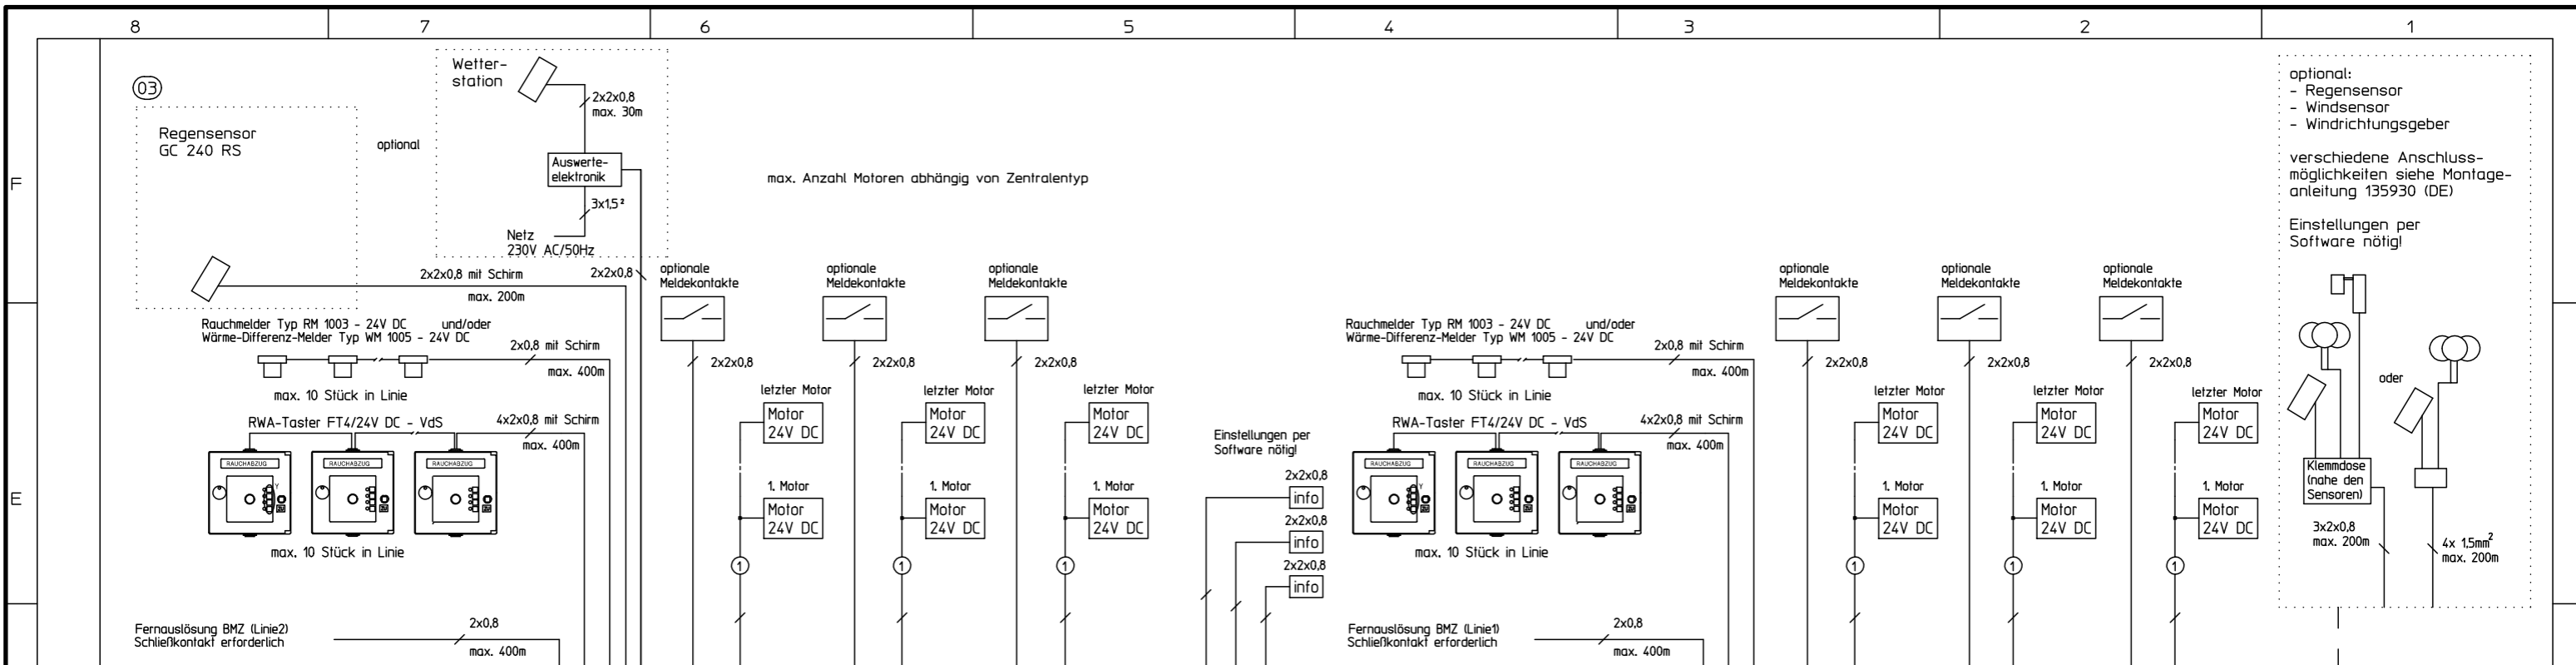 8
7
6
5
4
3
2
1
F
E
03
Regensensor
GC 240 RS
optional
Wetter-
station
2x2x0,8
max. 30m
Auswerte-
elektronik
3x1,5²
Netz
230V AC/50Hz
2x2x0,8 mit Schirm
max. 200m
2x2x0,8
max. Anzahl Motoren abhängig von Zentralentyp
Rauchmelder Typ RM 1003 - 24V DC und/oder
Wärme-Differenz-Melder Typ WM 1005 - 24V DC
2x0,8 mit Schirm
max. 400m
max. 10 Stück in Linie
RWA-Taster FT4/24V DC - VdS
4x2x0,8 mit Schirm
max. 400m
RAUCHABZUG
RAUCHABZUG
RAUCHABZUG
max. 10 Stück in Linie
Fernauslösung BMZ (Linie2)
Schließkontakt erforderlich
2x0,8
max. 400m
optionale
Meldekontakte
2x2x0,8
letzter Motor
Motor
24V DC
1. Motor
Motor
24V DC
1
optionale
Meldekontakte
2x2x0,8
letzter Motor
Motor
24V DC
1. Motor
Motor
24V DC
1
optionale
Meldekontakte
2x2x0,8
letzter Motor
Motor
24V DC
1. Motor
Motor
24V DC
1
Einstellungen per
Software nötig!
2x2x0,8
info
2x2x0,8
info
2x2x0,8
info
Rauchmelder Typ RM 1003 - 24V DC und/oder
Wärme-Differenz-Melder Typ WM 1005 - 24V DC
2x0,8 mit Schirm
max. 400m
max. 10 Stück in Linie
RWA-Taster FT4/24V DC - VdS
4x2x0,8 mit Schirm
max. 400m
RAUCHABZUG
RAUCHABZUG
RAUCHABZUG
max. 10 Stück in Linie
Fernauslösung BMZ (Linie1)
Schließkontakt erforderlich
2x0,8
max. 400m
optionale
Meldekontakte
2x2x0,8
letzter Motor
Motor
24V DC
1. Motor
Motor
24V DC
1
optionale
Meldekontakte
2x2x0,8
letzter Motor
Motor
24V DC
1. Motor
Motor
24V DC
1
optionale
Meldekontakte
2x2x0,8
letzter Motor
Motor
24V DC
1. Motor
Motor
24V DC
1
optional:
- Regensensor
- Windsensor
- Windrichtungsgeber
verschiedene Anschluss-
möglichkeiten siehe Montage-
anleitung 135930 (DE)
Einstellungen per
Software nötig!
oder
Klemmdose
(nahe den
Sensoren)
3x2x0,8
max. 200m
4x 1,5mm²
max. 200m